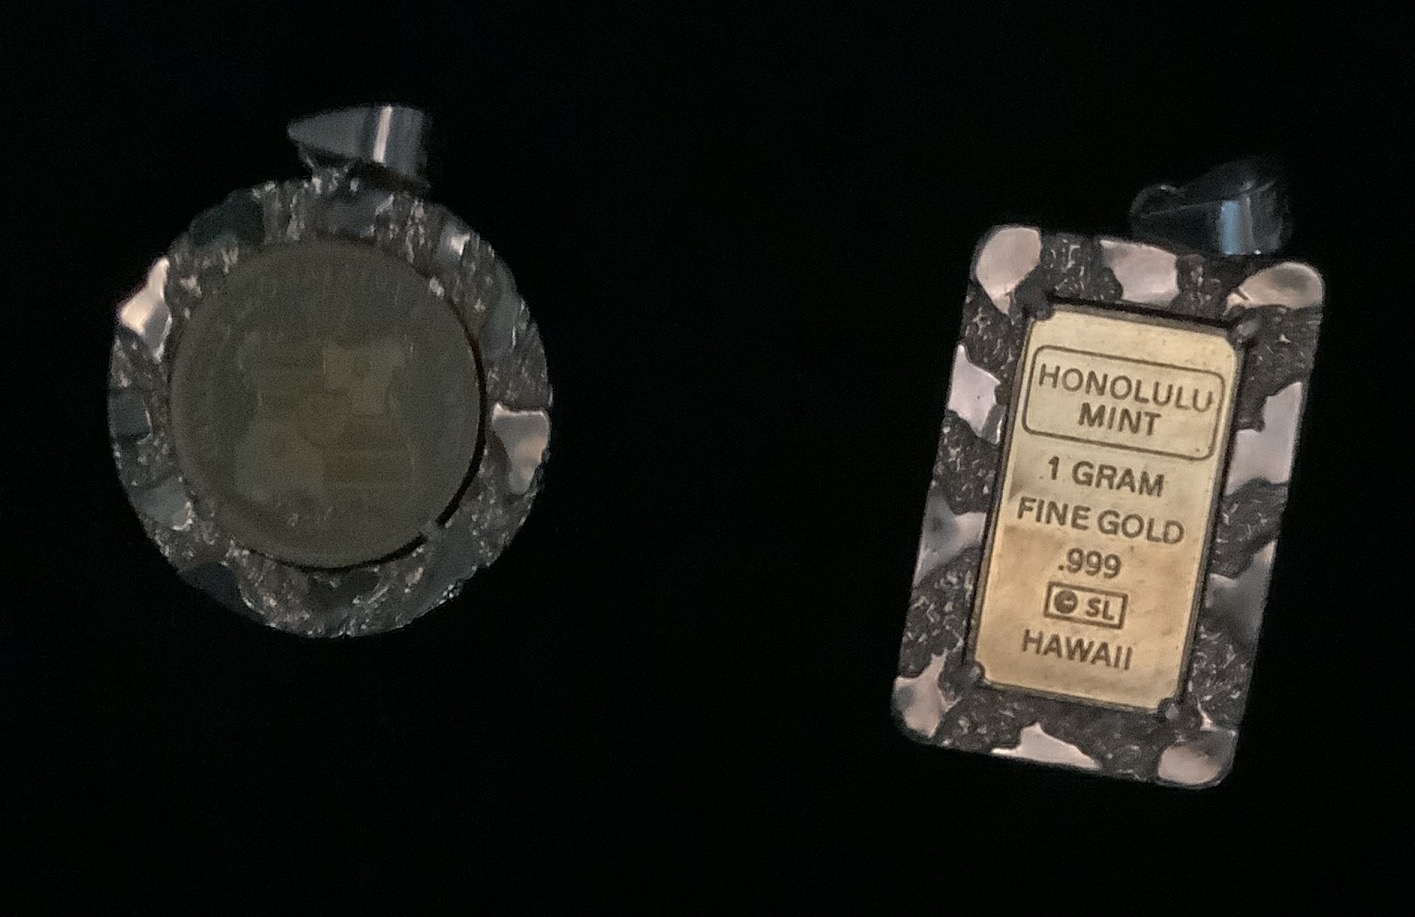 HONOLULU
MINT
1 GRAM
FINE GOLD
.999
© SL
HAWAII